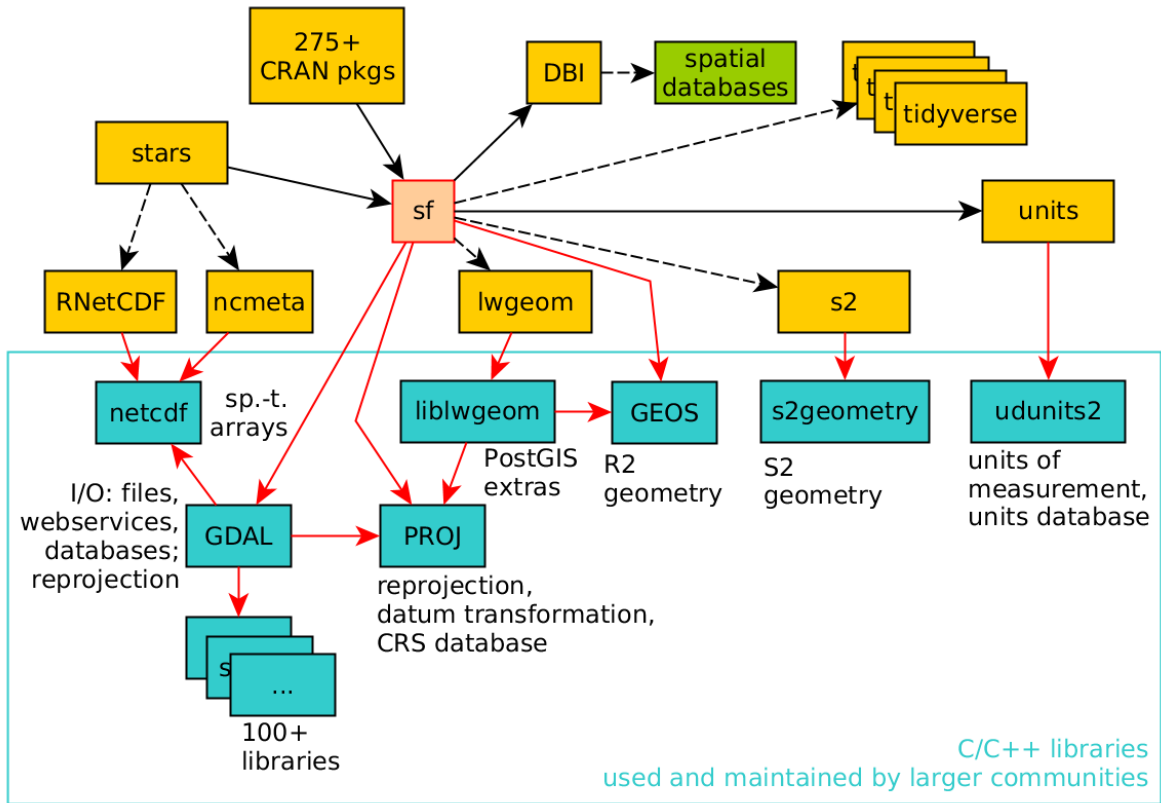 275+
CRAN pkgs
DBI
spatial
databases
t
t
t
tidyverse
stars
sf
units
RNetCDF
ncmeta
lwgeom
s2
netcdf
sp.-t.
arrays
liblwgeom
GEOS
s2geometry
udunits2
PostGIS
extras
R2
geometry
S2
geometry
units of
measurement,
units database
I/O: files,
webservices,
databases;
reprojection
GDAL
PROJ
reprojection,
datum transformation,
CRS database
s
...
100+
libraries
C/C++ libraries
used and maintained by larger communities